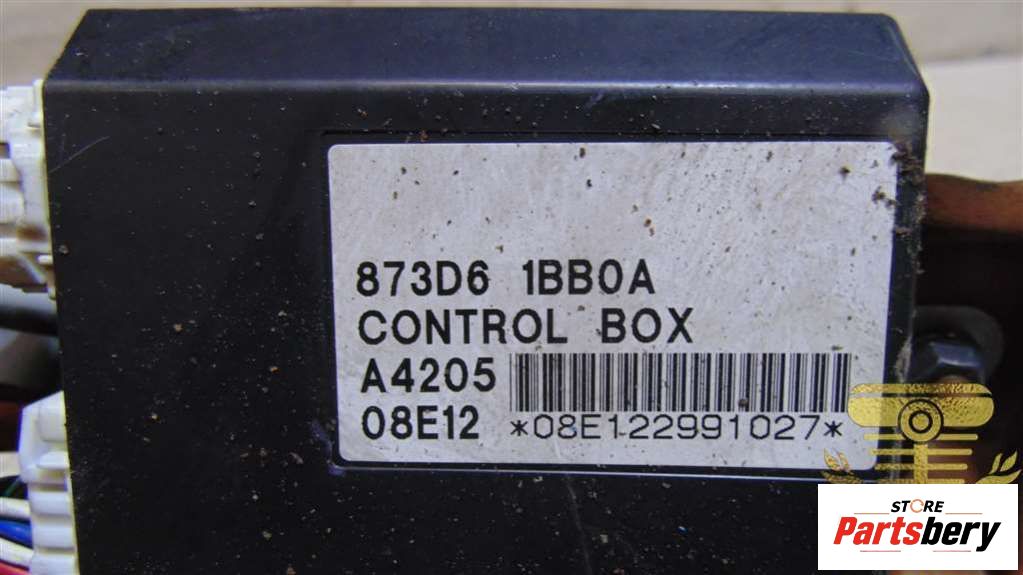 873D6 1BB0A
CONTROL BOX
A4205
08E12 *08E122991027*
STORE
Partsbery